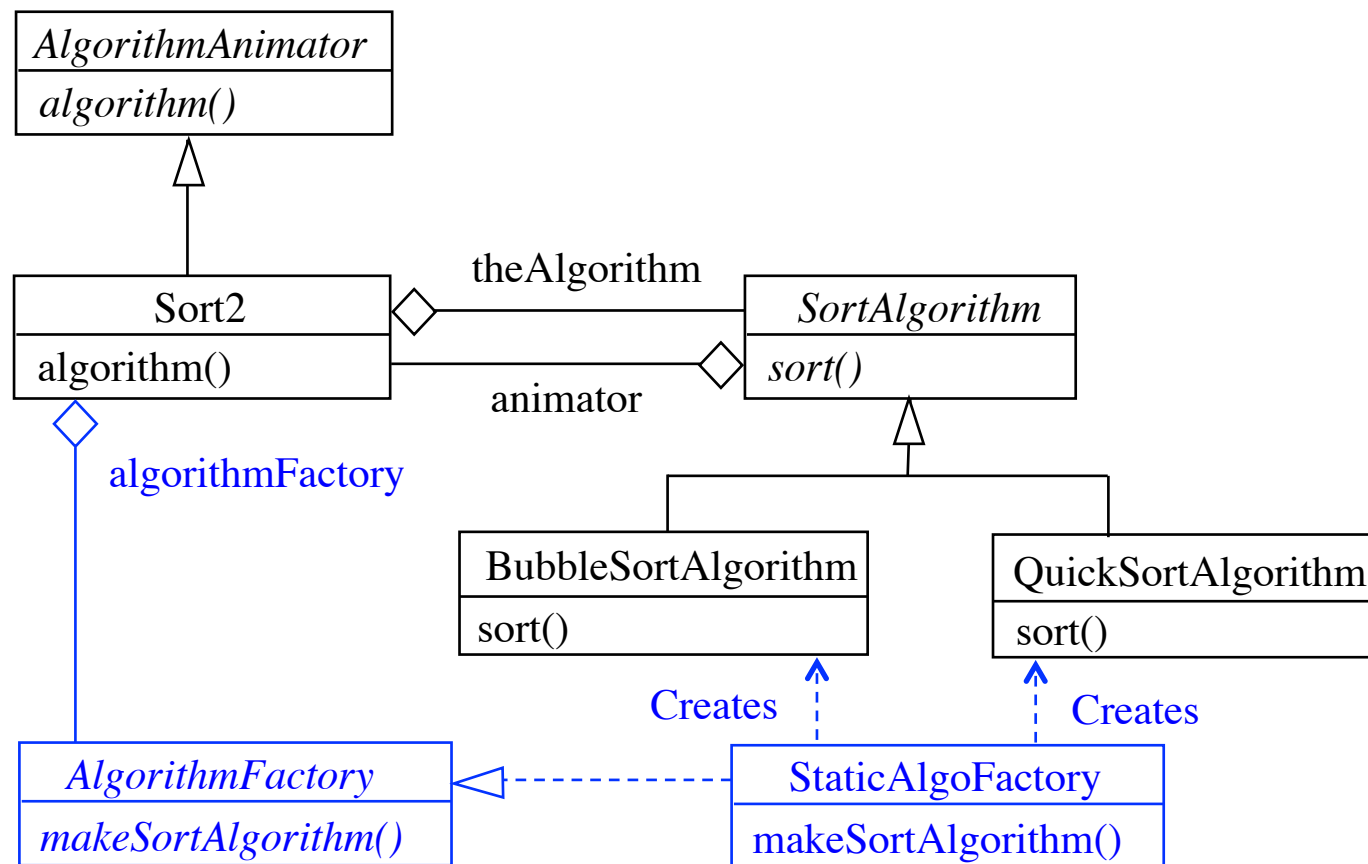 AlgorithmAnimator
algorithm()
theAlgorithm
Sort2
SortAlgorithm
algorithm()
sort()
animator
algorithmFactory
BubbleSortAlgorithm
QuickSortAlgorithm
sort()
sort()
Creates
Creates
AlgorithmFactory
StaticAlgoFactory
makeSortAlgorithm()
makeSortAlgorithm()